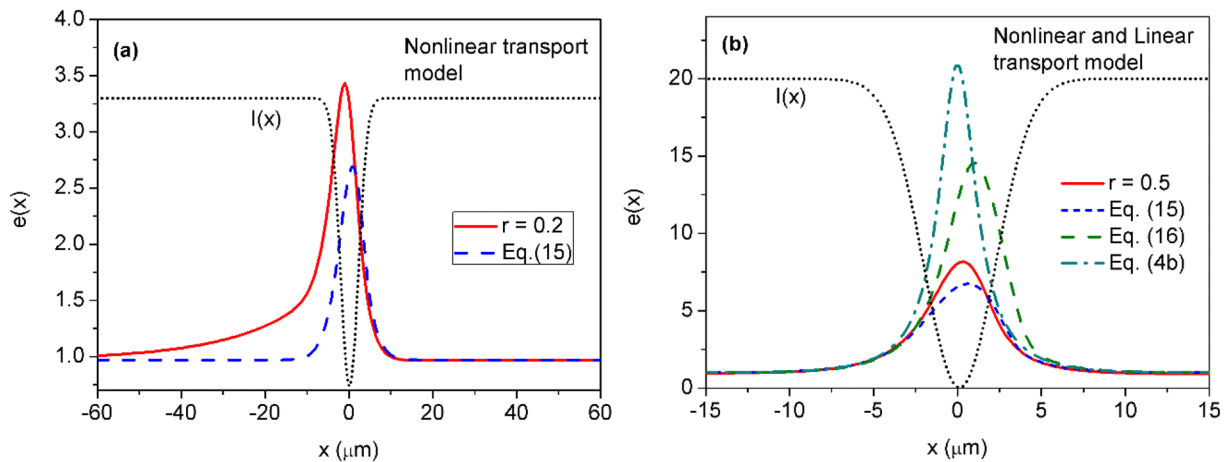 (a)
Nonlinear transport
model
I(x)
r = 0.2
Eq.(15)
4.0
3.5
3.0
2.5
2.0
1.5
1.0
e(x)
-60
-40
-20
0
20
40
60
x (μm)
(b)
Nonlinear and Linear
transport model
I(x)
r = 0.5
Eq. (15)
Eq. (16)
Eq. (4b)
20
15
10
5
0
e(x)
-15
-10
-5
0
5
10
15
x (μm)